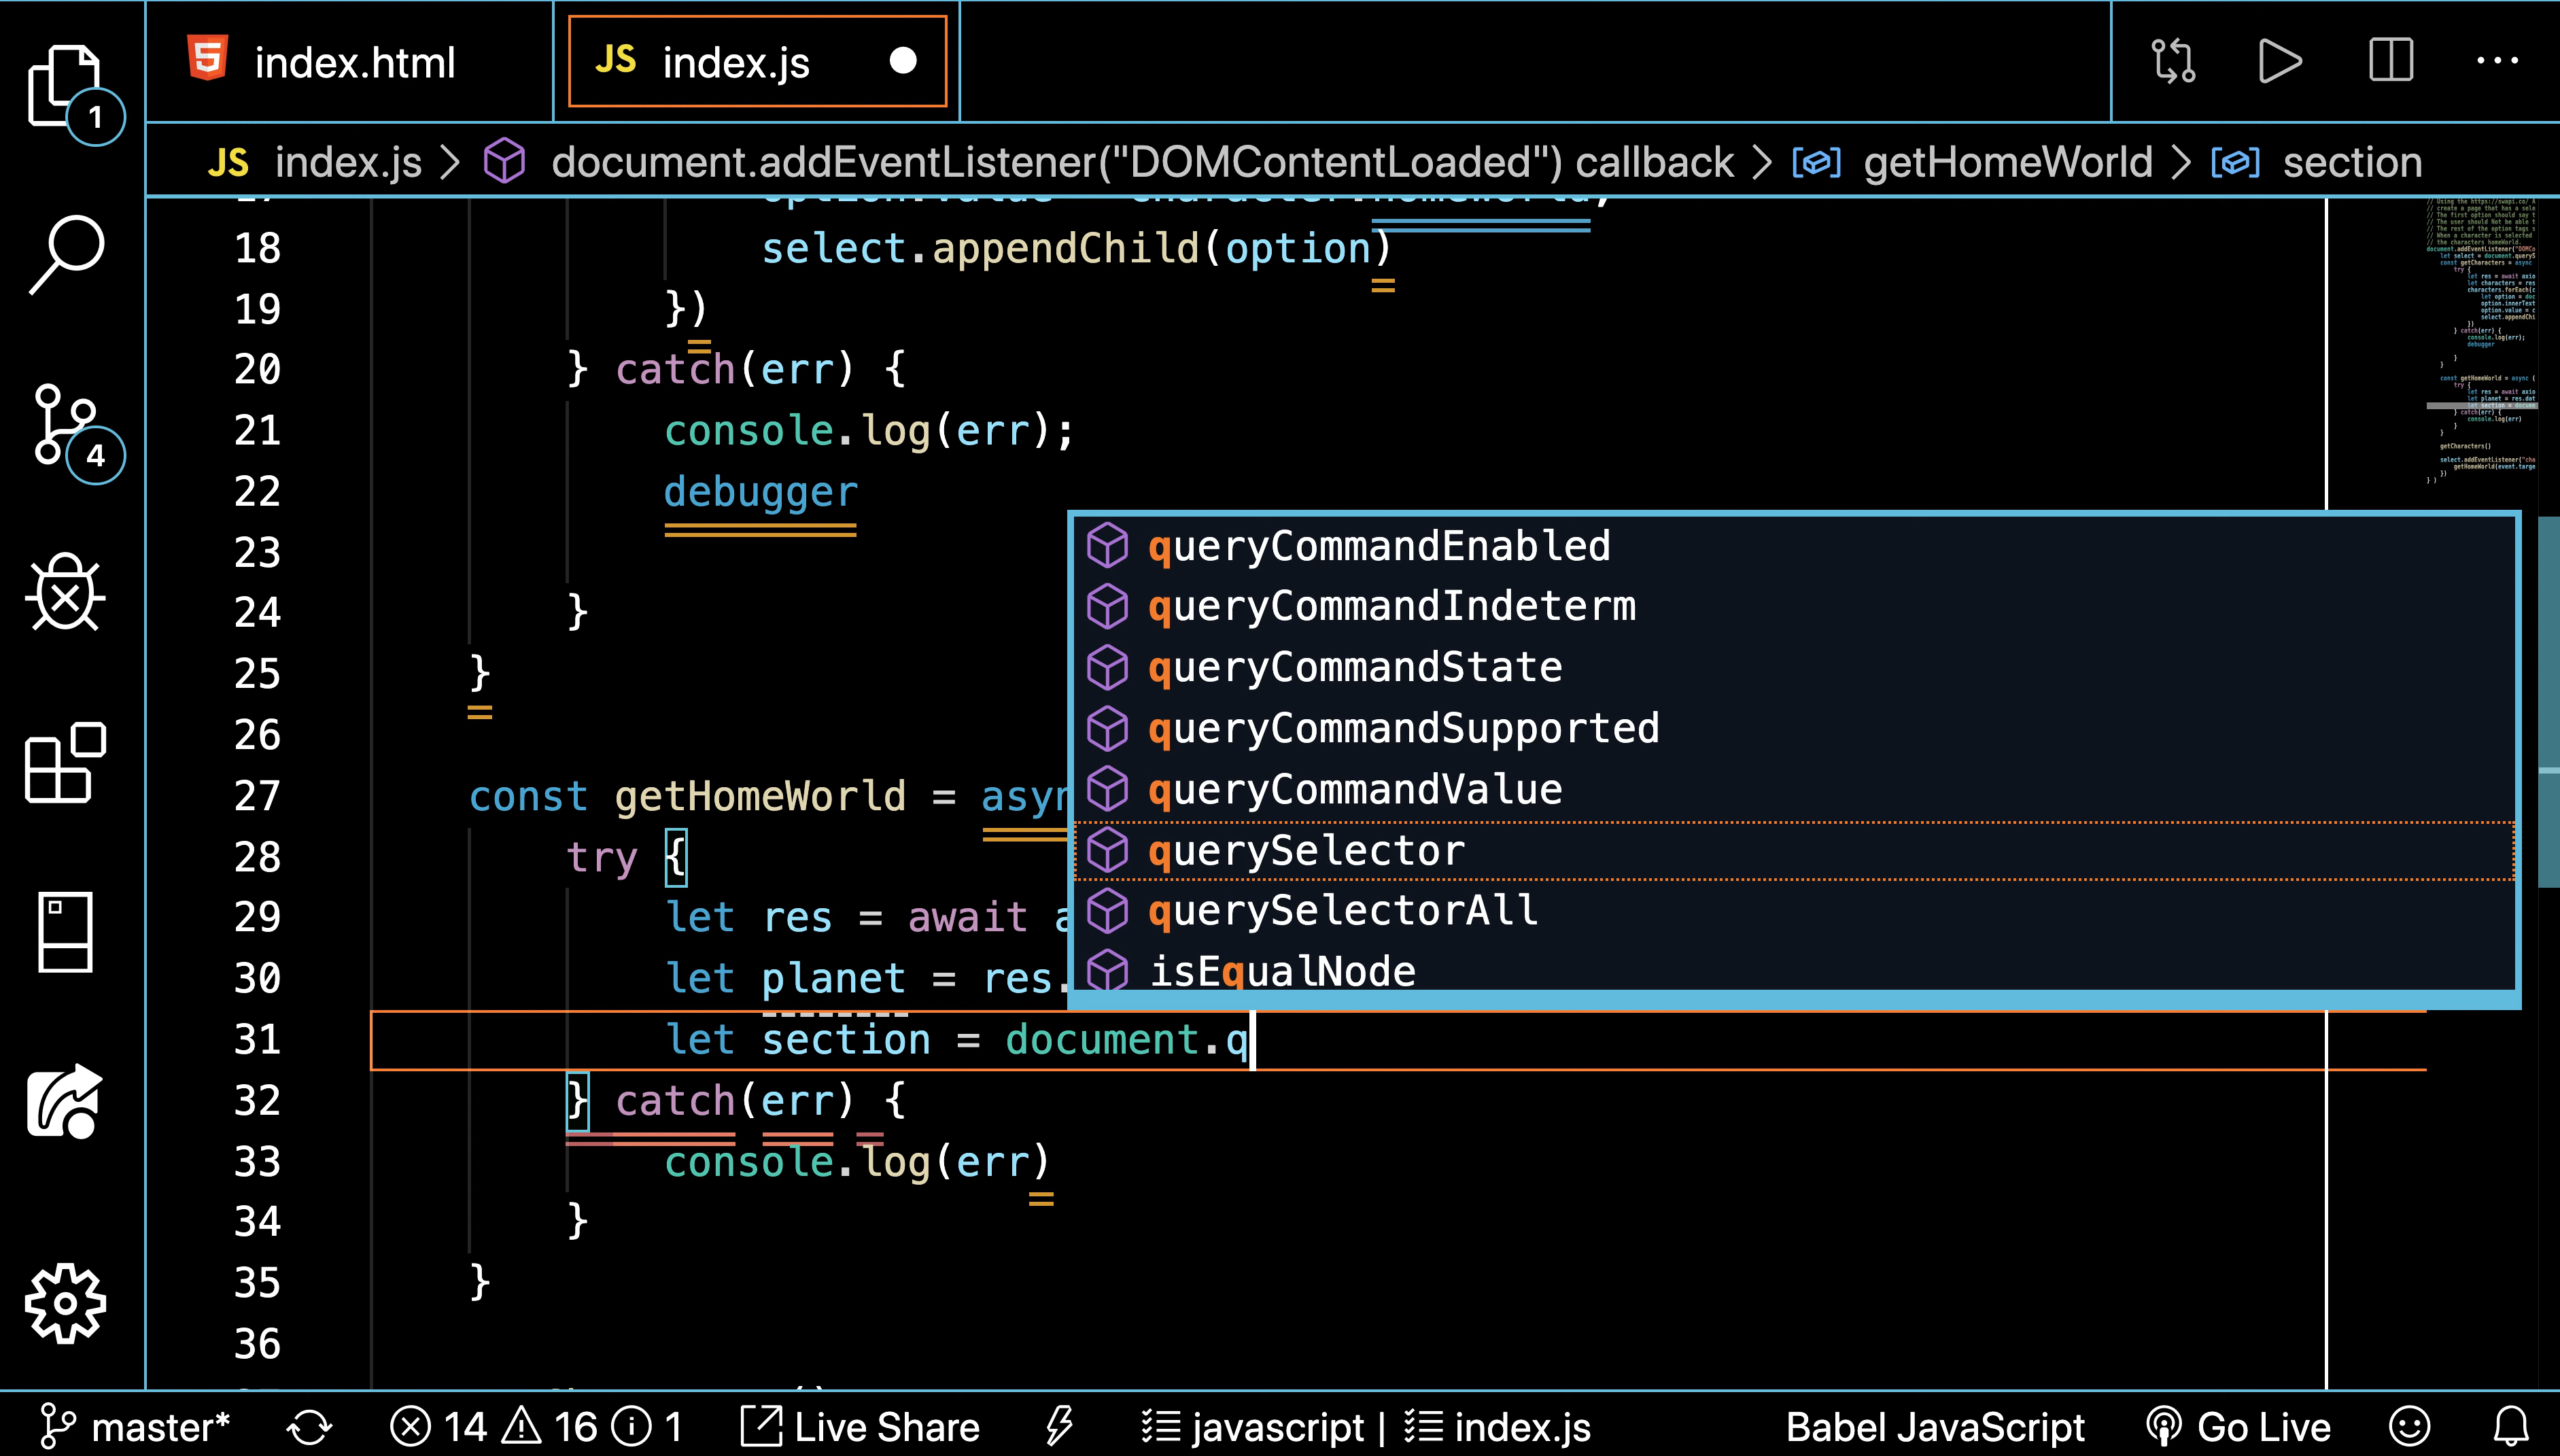 index.html
JS index.js
JS index.js > document.addEventListener("DOMContentLoaded") callback > getHomeWorld > section
18 select.appendChild(option)
19 })
20 } catch(err) {
21 console.log(err);
22 debugger
23
24 }
25 }
26
27 const getHomeWorld =
28 try {
29 let res = await
30 let planet = res.
31 let section = document.q
32 } catch(err) {
33 console.log(err)
34 }
35 }
36
queryCommandEnabled
queryCommandIndeterm
queryCommandState
queryCommandSupported
queryCommandValue
querySelector
querySelectorAll
isEqualNode
1
4
master* 14 16 1 Live Share javascript | index.js Babel JavaScript Go Live